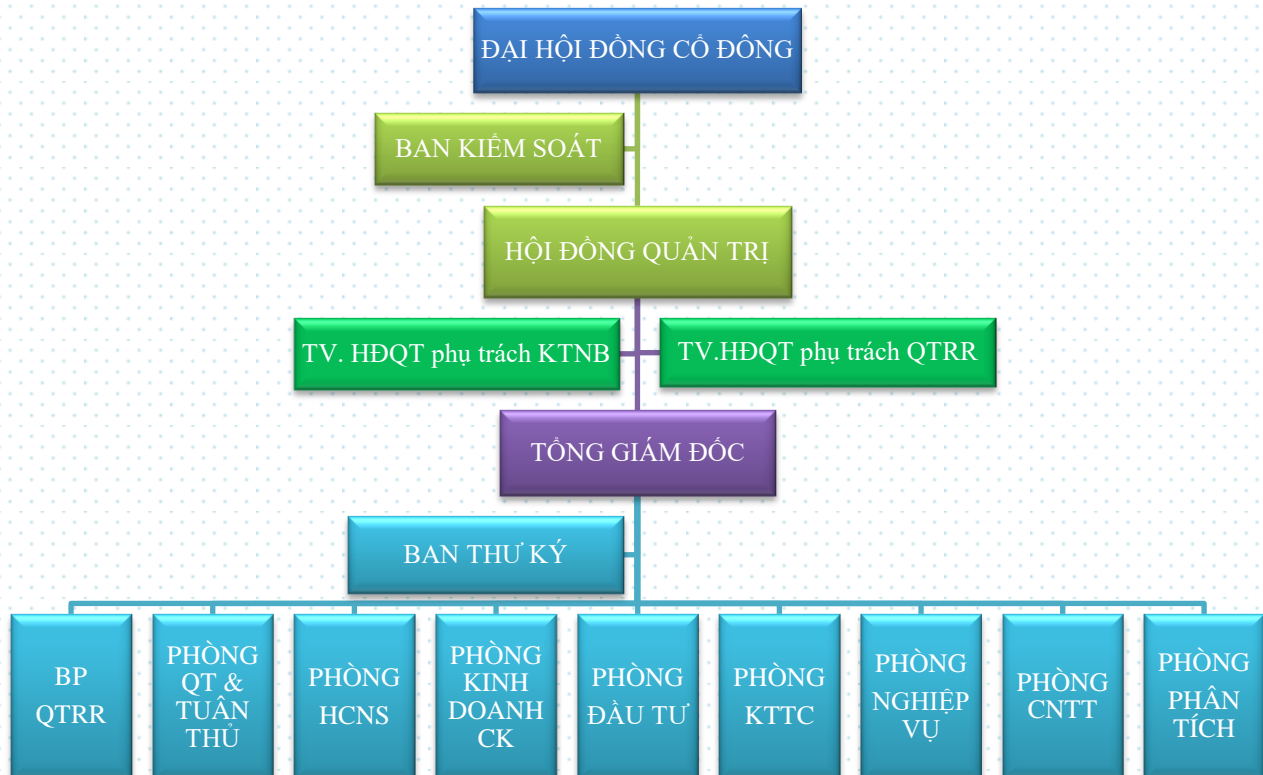 ĐẠI HỘI ĐỒNG CỔ ĐÔNG
BAN KIỂM SOÁT
HỘI ĐỒNG QUẢN TRỊ
TV. HĐQT phụ trách KTNB
TV.HĐQT phụ trách QTRR
TỔNG GIÁM ĐỐC
BAN THƯ KÝ
BP
QTRR
PHÒNG
QT &
TUÂN
THỦ
PHÒNG
HCNS
PHÒNG
KINH
DOANH
CK
PHÒNG
ĐẦU TƯ
PHÒNG
KTTC
PHÒNG
NGHIỆP
VỤ
PHÒNG
CNTT
PHÒNG
PHÂN
TÍCH